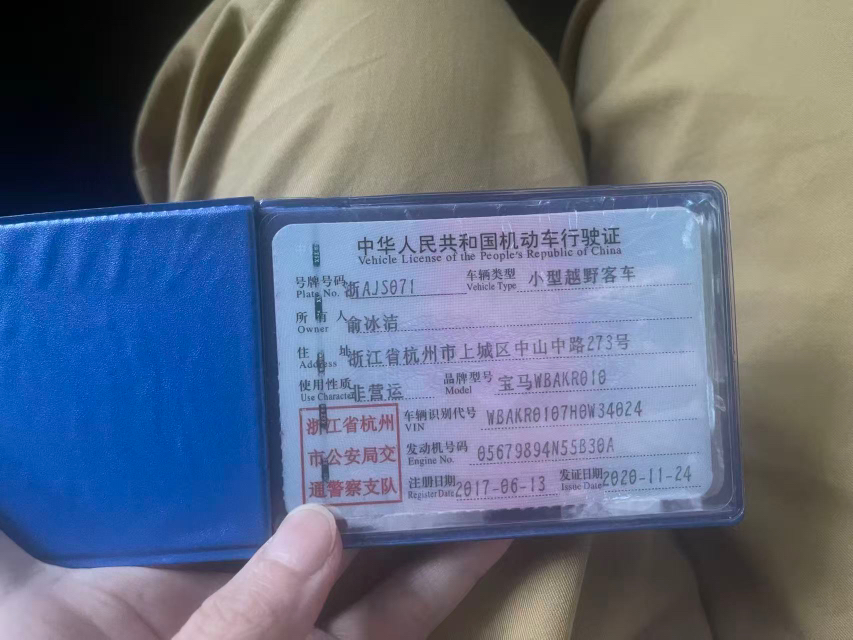 中华人民共和国机动车行驶证
Vehicle License of the People's Republic of China
号牌号码 浙AJS071 车辆类型 小型越野客车
Plate No. Vehicle Type
所有人 俞冰洁
Owner
住址 浙江省杭州市上城区中山中路273号
Address
使用性质 非营运 品牌型号 宝马WBAKR010
Use Character Model
浙江省杭州
市公安局交
通警察支队
车辆识别代号 WBAKR0107H0W34024
VIN
发动机号码 05679894N55B30A
Engine No.
注册日期 2017-06-13 发证日期 2020-11-24
Register Date Issue Date